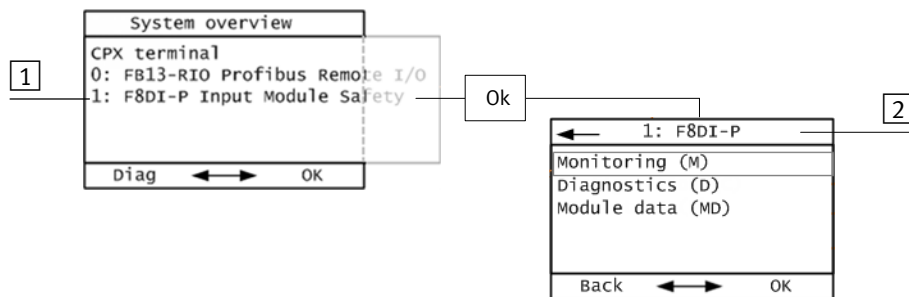 System overview
CPX terminal
0: FB13-RIO Profibus Remote I/O
1: F8DI-P Input Module Safety
Diag OK
1
Ok
2
1: F8DI-P
Monitoring (M)
Diagnostics (D)
Module data (MD)
Back OK